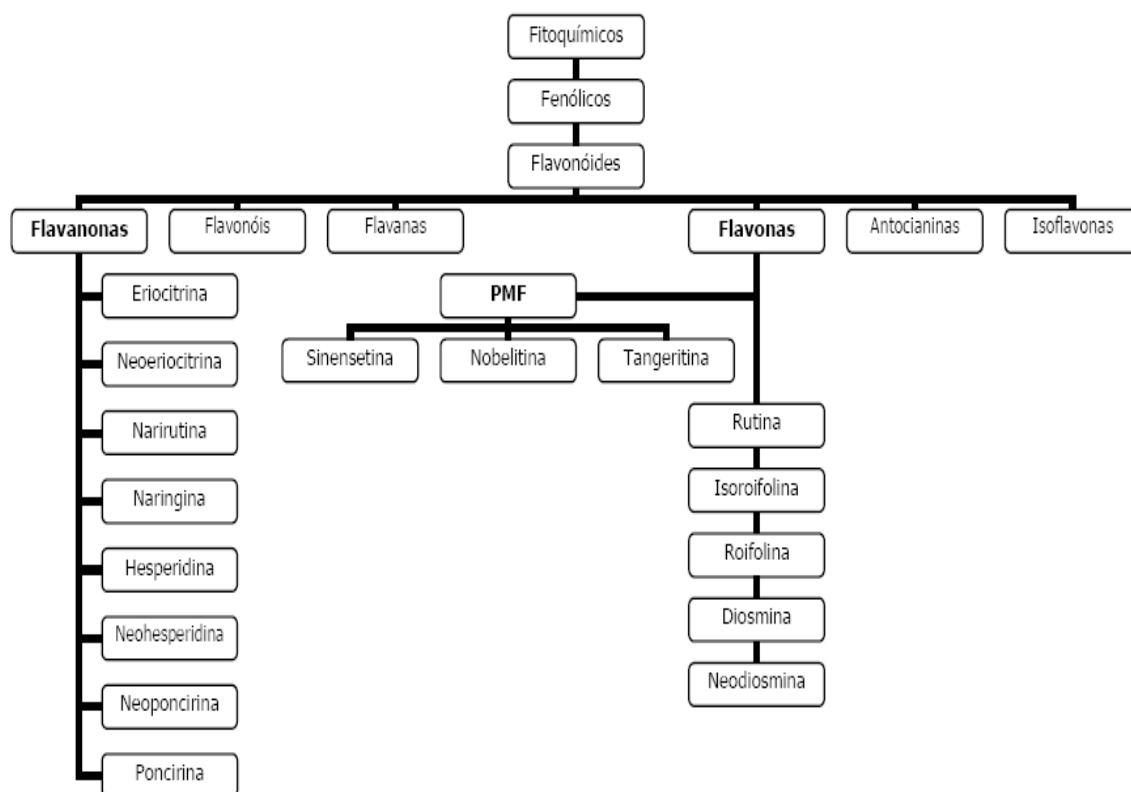 Fitoquímicos
Fenólicos
Flavonóides
Flavanonas
Flavonóis
Flavanas
Flavonas
Antocianinas
Isoflavonas
Eriocitrina
Neoeriocitrina
Narirutina
Naringina
Hesperidina
Neohesperidina
Neoponcirina
Poncirina
PMF
Sinensetina
Nobelitina
Tangeritina
Rutina
Isoroifolina
Roifolina
Diosmina
Neodiosmina